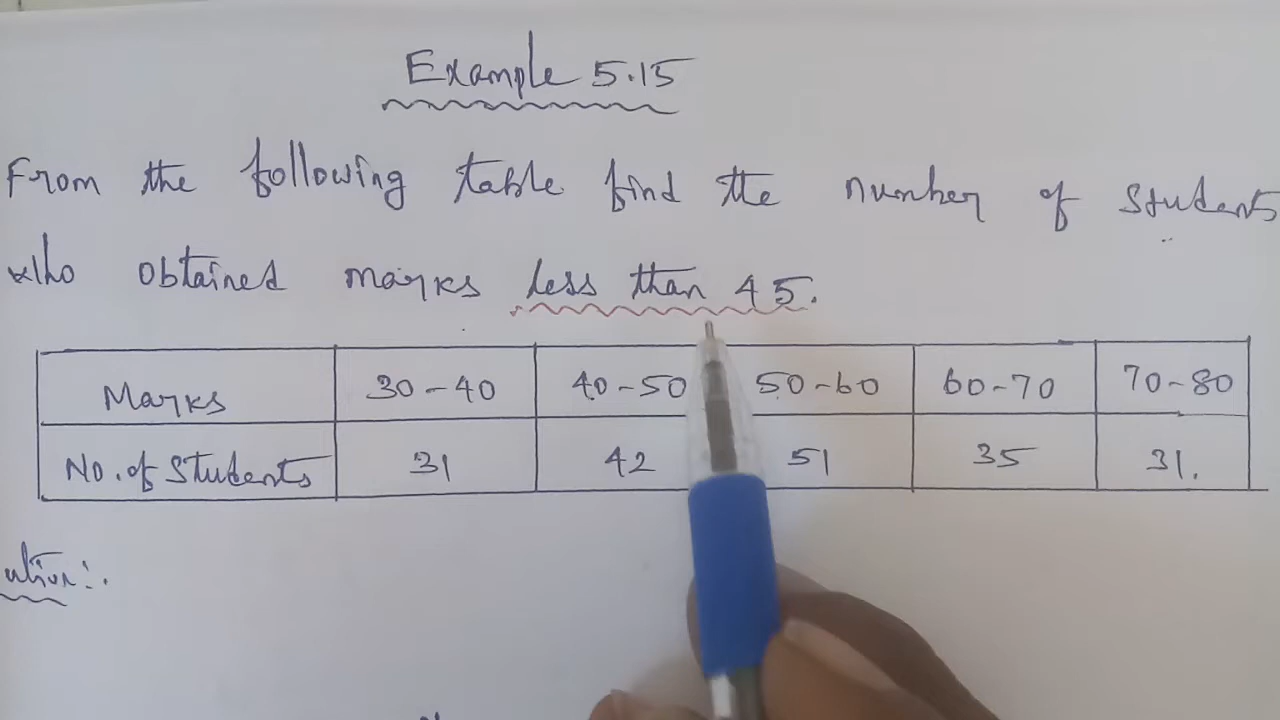 Example 5.15
From the following table find the number of Students
who obtained marks less than 45.
Marks 30-40 40-50 50-60 60-70 70-80
No. of Students 31 42 51 35 31.
ution:.